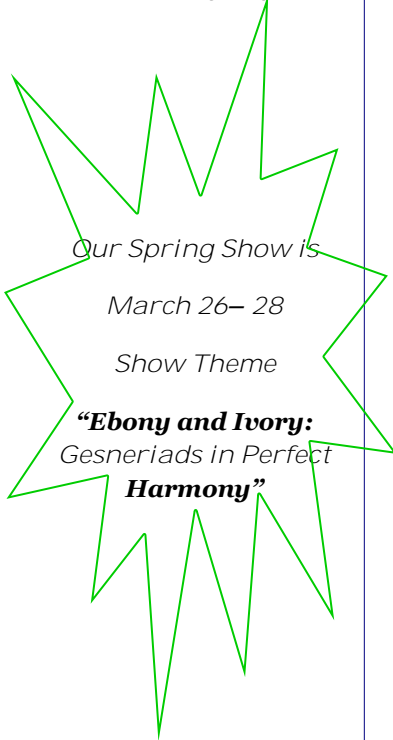 Our Spring Show is
March 26– 28
Show Theme
“Ebony and Ivory:
Gesneriads in Perfect
Harmony”